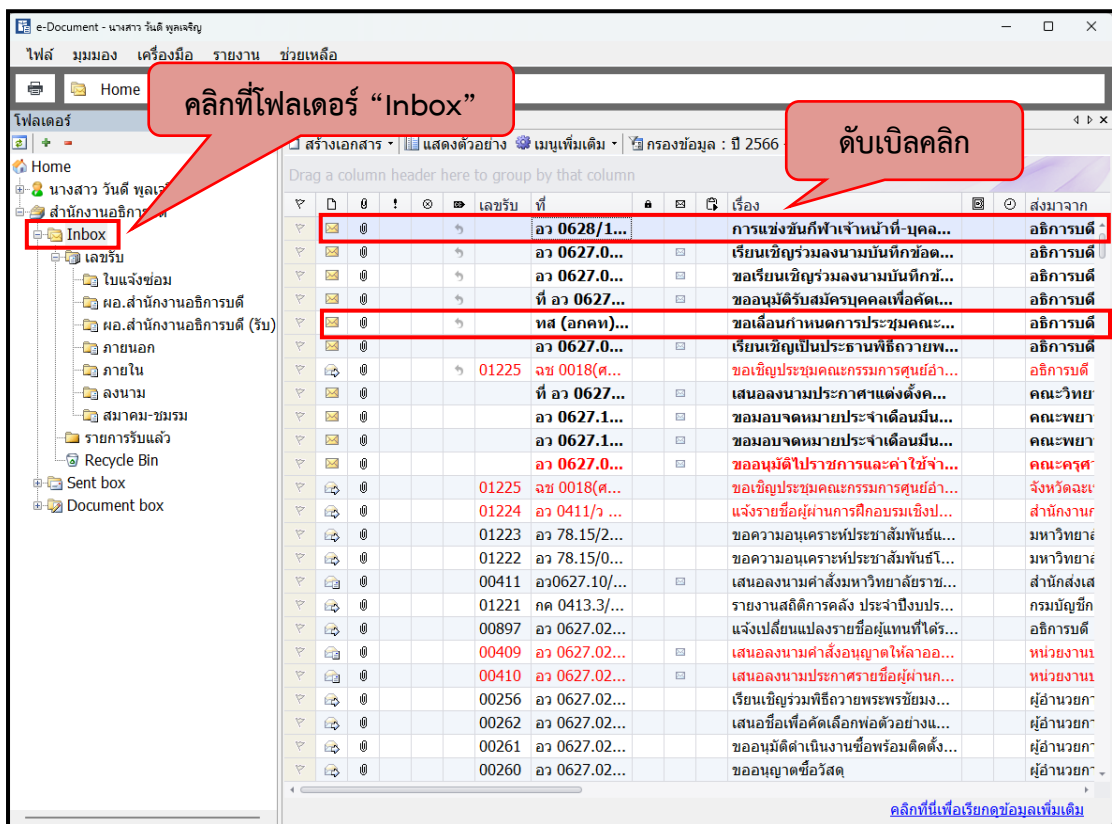 e-Document - นางสาว วันดี พูลเจริญ
ไฟล์ มุมมอง เครื่องมือ รายงาน ช่วยเหลือ
Home
คลิกที่โฟลเดอร์ “Inbox”
ดับเบิลคลิก
โฟลเดอร์
สร้างเอกสาร แสดงตัวอย่าง เมนูเพิ่มเติม กรองข้อมูล : ปี 2566
Drag a column header here to group by that column
Home
นางสาว วันดี พูลเจ
สำนักงานอธิการ
Inbox
เลขรับ
ใบแจ้งซ่อม
ผอ.สำนักงานอธิการบดี
ผอ.สำนักงานอธิการบดี (รับ)
ภายนอก
ภายใน
ลงนาม
สมาคม-ชมรม
รายการรับแล้ว
Recycle Bin
Sent box
Document box
เลขรับ ที่ เรื่อง ส่งมาจาก
อว 0628/1... การแข่งขันกีฬาเจ้าหน้าที่-บุคล... อธิการบดี
อว 0627.0... เรียนเชิญร่วมลงนามบันทึกข้อต... อธิการบดี
อว 0627.0... ขอเรียนเชิญร่วมลงนามบันทึกข้... อธิการบดี
ที่ อว 0627... ขออนุมัติรับสมัครบุคคลเพื่อคัดเ... อธิการบดี
ทส (อกคท)... ขอเลื่อนกำหนดการประชุมคณะ... อธิการบดี
อว 0627.0... เรียนเชิญเป็นประธานพิธีถวายพ... อธิการบดี
01225 ฉช 0018(ศ... ขอเชิญประชุมคณะกรรมการศูนย์อำ... อธิการบดี
ที่ อว 0627... เสนอลงนามประกาศฯแต่งตั้งค... คณะวิทย
อว 0627.1... ขอมอบจดหมายประจำเดือนมีน... คณะพยา
อว 0627.1... ขอมอบจดหมายประจำเดือนมีน... คณะพยา
อว 0627.0... ขออนุมัติไปราชการและค่าใช้จ่า... คณะครุศ
01225 ฉช 0018(ศ... ขอเชิญประชุมคณะกรรมการศูนย์อำ... จังหวัดฉะเ
01224 อว 0411/ว ... แจ้งรายชื่อผู้ผ่านการฝึกอบรมเชิงป... สำนักงานก
01223 อว 78.15/2... ขอความอนุเคราะห์ประชาสัมพันธ์แ... มหาวิทยาล
01222 อว 78.15/0... ขอความอนุเคราะห์ประชาสัมพันธ์โ... มหาวิทยาล
00411 อว0627.10/... เสนอลงนามคำสั่งมหาวิทยาลัยราช... สำนักส่งเส
01221 กค 0413.3/... รายงานสถิติการคลัง ประจำปีงบปร... กรมบัญชีก
00897 อว 0627.02... แจ้งเปลี่ยนแปลงรายชื่อผู้แทนที่ได้ร... อธิการบดี
00409 อว 0627.02... เสนอลงนามคำสั่งอนุญาตให้ลาออ... หน่วยงานบ
00410 อว 0627.02... เสนอลงนามประกาศรายชื่อผู้ผ่านก... หน่วยงานบ
00256 อว 0627.02... เรียนเชิญร่วมพิธีถวายพระพรชัยมง... ผู้อำนวยกา
00262 อว 0627.02... เสนอชื่อเพื่อคัดเลือกพ่อตัวอย่างแ... ผู้อำนวยกา
00261 อว 0627.02... ขออนุมัติดำเนินงานซื้อพร้อมติดตั้ง... ผู้อำนวยกา
00260 อว 0627.02... ขออนุญาตซื้อวัสดุ ผู้อำนวยกา
คลิกที่นี่เพื่อเรียกดูข้อมูลเพิ่มเติม